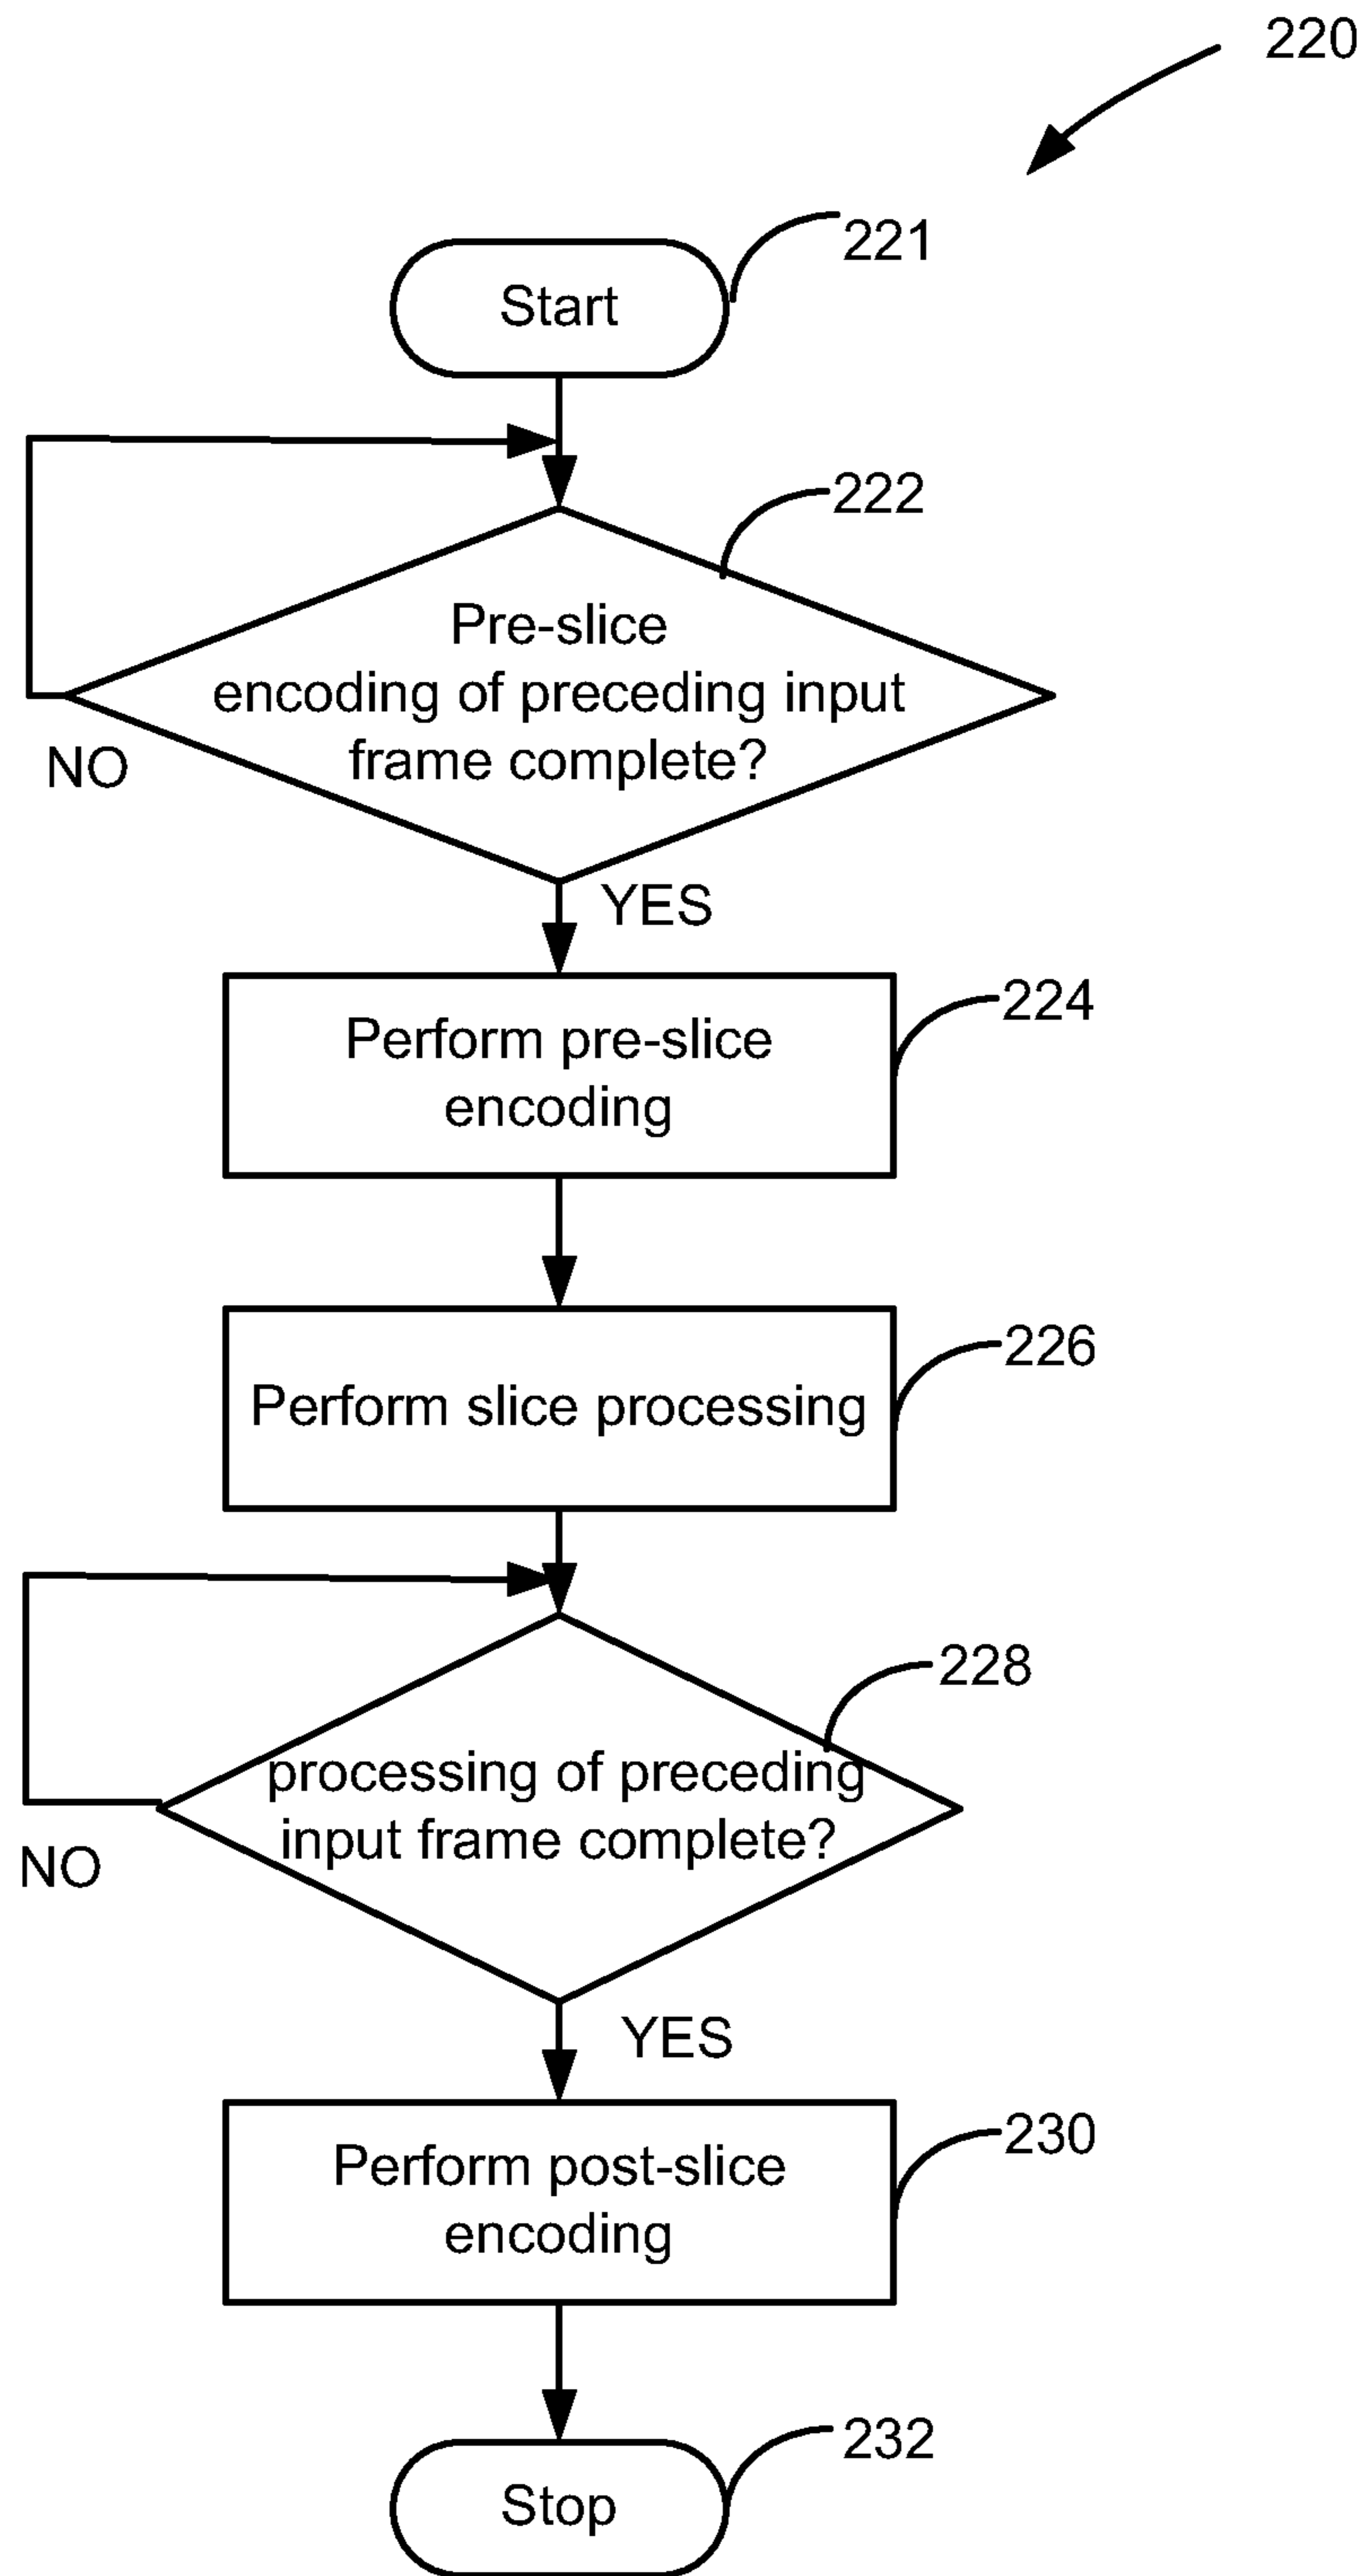 220
221
Start
222
Pre-slice
encoding of preceding input
frame complete?
NO
YES
224
Perform pre-slice
encoding
226
Perform slice processing
228
processing of preceding
input frame complete?
NO
YES
230
Perform post-slice
encoding
232
Stop